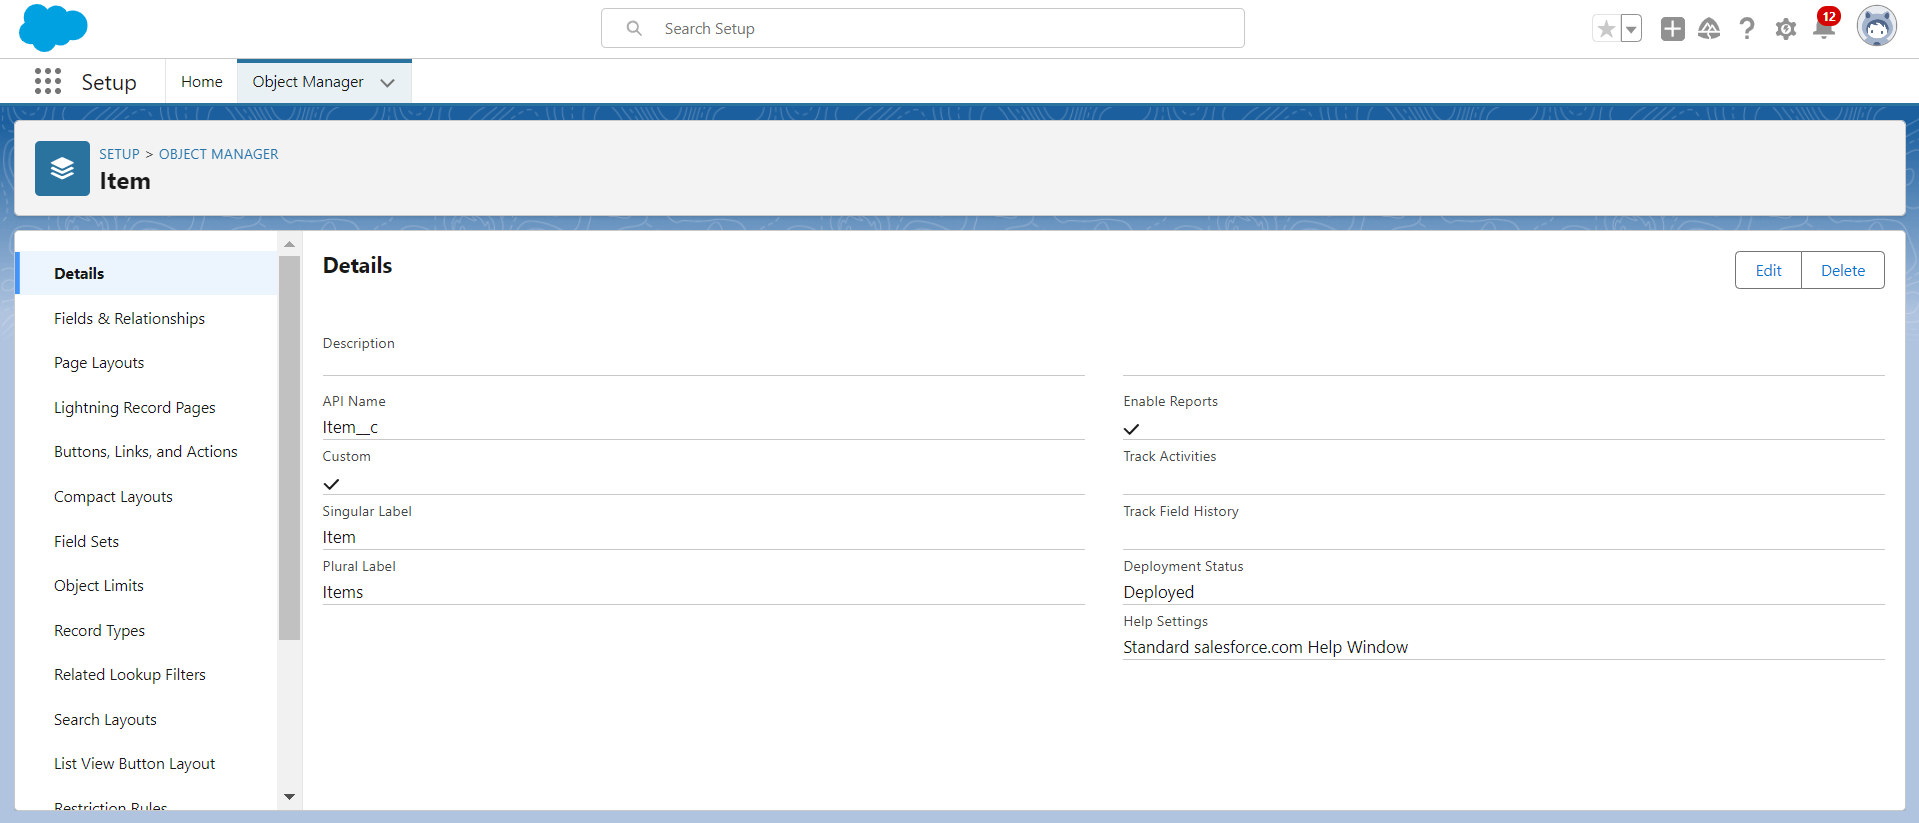 Search Setup
12
Setup
Home
Object Manager
SETUP > OBJECT MANAGER
Item
Details
Fields & Relationships
Page Layouts
Lightning Record Pages
Buttons, Links, and Actions
Compact Layouts
Field Sets
Object Limits
Record Types
Related Lookup Filters
Search Layouts
List View Button Layout
Restriction Rules
Details
Edit
Delete
Description
API Name
Item__c
Custom
Singular Label
Item
Plural Label
Items
Enable Reports
Track Activities
Track Field History
Deployment Status
Deployed
Help Settings
Standard salesforce.com Help Window